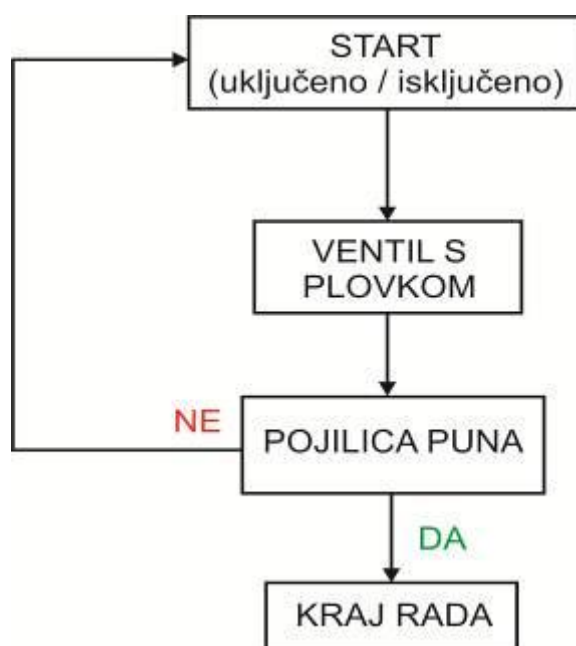 START
(uključeno / isključeno)
VENTIL S
PLOVKOM
NE
POJILICA PUNA
DA
KRAJ RADA